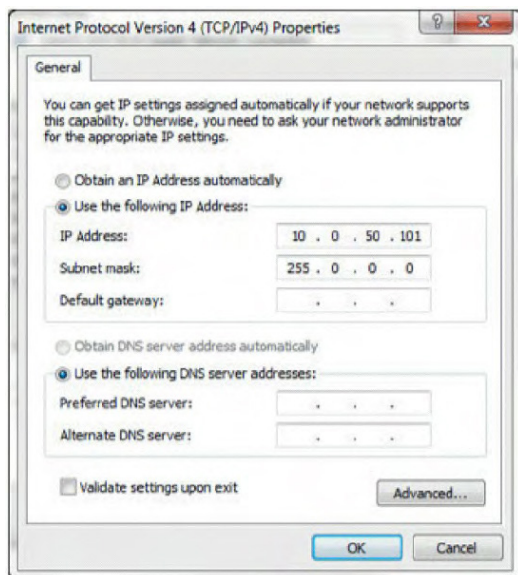 Internet Protocol Version 4 (TCP/IPv4) Properties
?
X
General
You can get IP settings assigned automatically if your network supports
this capability. Otherwise, you need to ask your network administrator
for the appropriate IP settings.
Obtain an IP Address automatically
Use the following IP Address:
IP Address: 10 . 0 . 50 . 101
Subnet mask: 255 . 0 . 0 . 0
Default gateway: . . .
Obtain DNS server address automatically
Use the following DNS server addresses:
Preferred DNS server: . . .
Alternate DNS server: . . .
Validate settings upon exit
Advanced...
OK Cancel